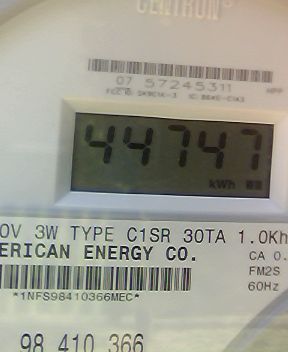 CENTRON®
07 57245311
44747
kWh
0V 3W TYPE C1SR 30TA 1.0Kh
ERICAN ENERGY CO.
CA 0.
FM2S
60Hz
*1NFS98410366MEC*
98 410 366